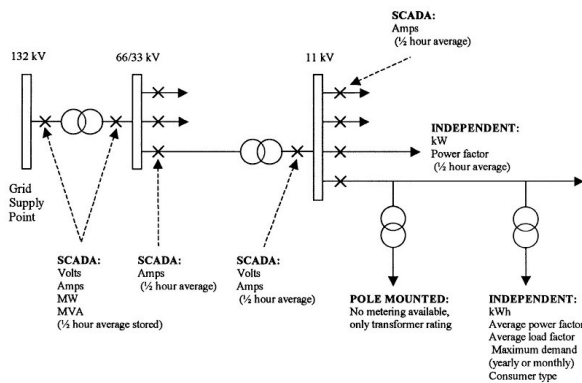 SCADA:
Amps
(½ hour average)
132 kV
66/33 kV
11 kV
INDEPENDENT:
kW
Power factor
(½ hour average)
Grid
Supply
Point
SCADA:
Volts
Amps
MW
MVA
(½ hour average stored)
SCADA:
Amps
(½ hour average)
SCADA:
Volts
Amps
(½ hour average)
POLE MOUNTED:
No metering available,
only transformer rating
INDEPENDENT:
kWh
Average power factor
Average load factor
Maximum demand
(yearly or monthly)
Consumer type